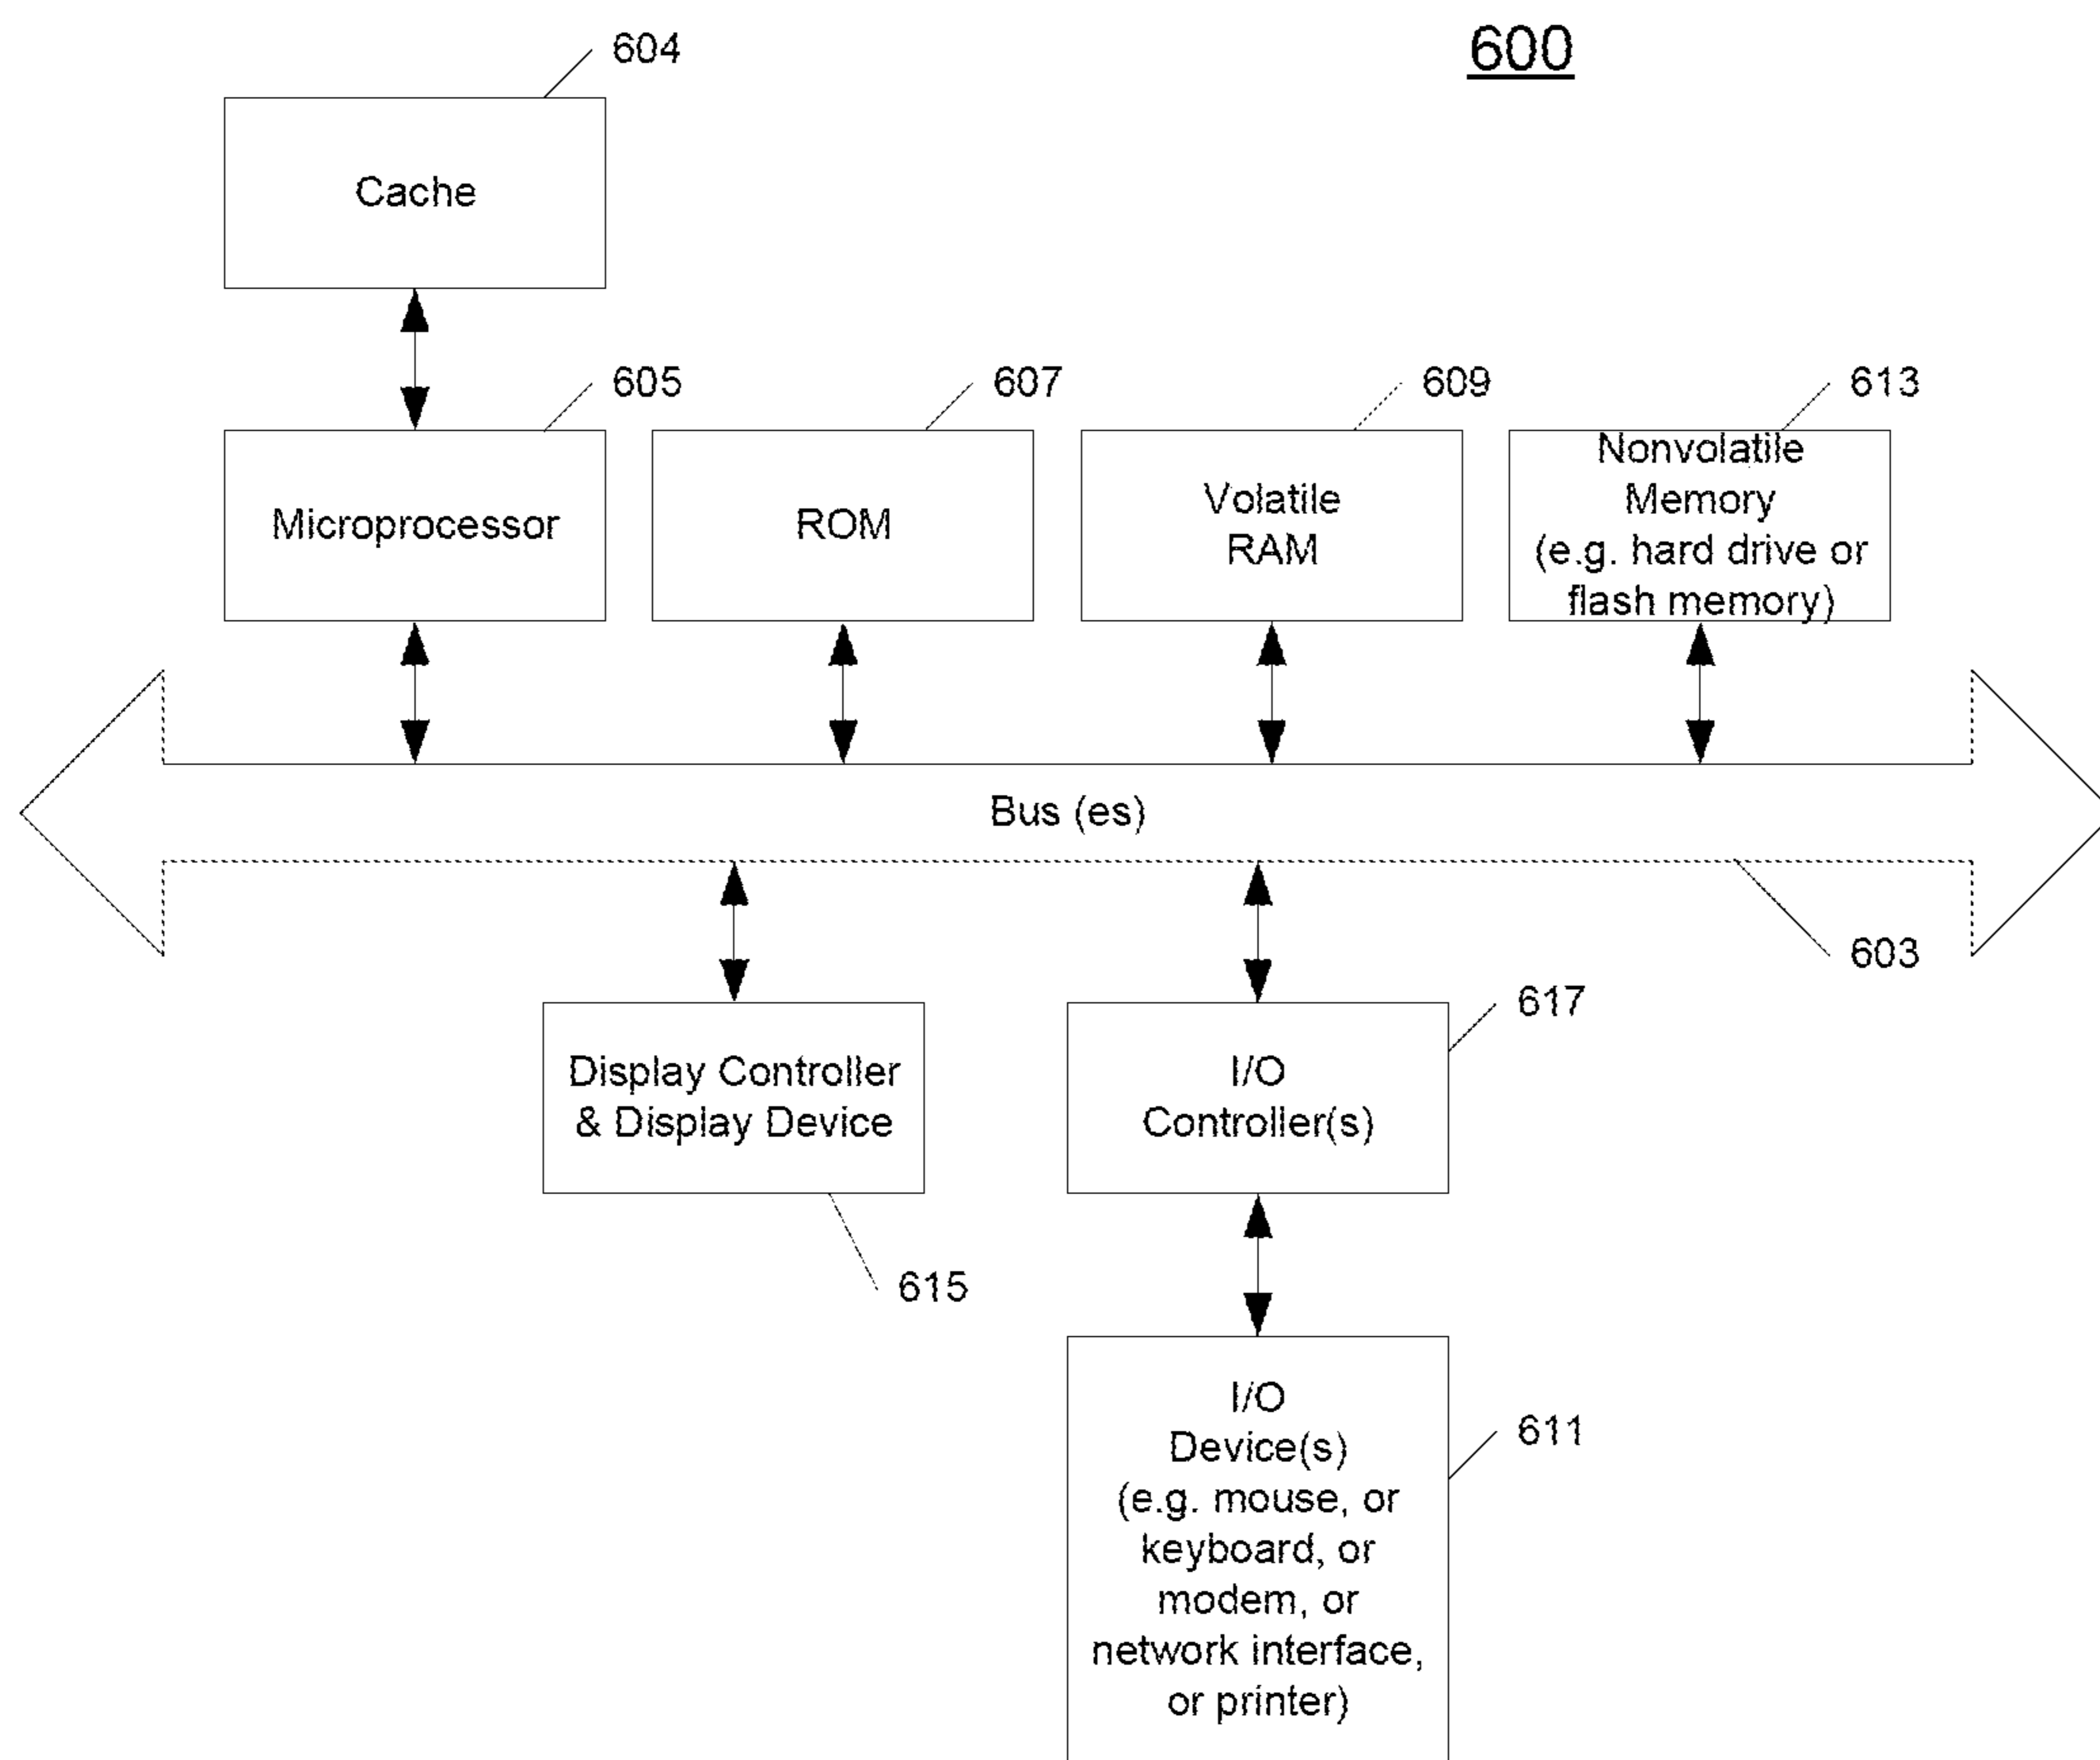 600
604
Cache
605
607
609
613
Microprocessor
ROM
Volatile
RAM
Nonvolatile
Memory
(e.g. hard drive or
flash memory)
Bus (es)
603
Display Controller
& Display Device
615
I/O
Controller(s)
617
I/O
Device(s)
(e.g. mouse, or
keyboard, or
modem, or
network interface,
or printer)
611